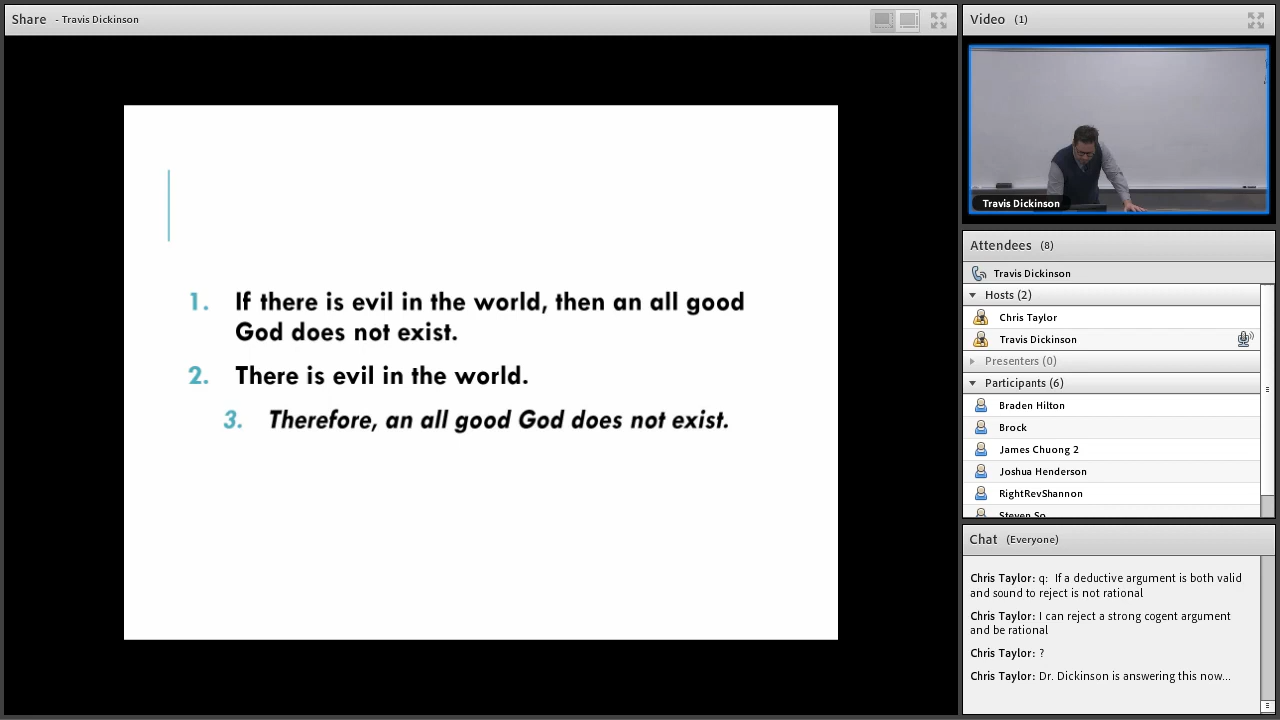 Share - Travis Dickinson
1. If there is evil in the world, then an all good
God does not exist.
2. There is evil in the world.
3. Therefore, an all good God does not exist.
Video (1)
Travis Dickinson
Attendees (8)
Travis Dickinson
Hosts (2)
Chris Taylor
Travis Dickinson
Presenters (0)
Participants (6)
Braden Hilton
Brock
James Chuong 2
Joshua Henderson
RightRevShannon
Steven So
Chat (Everyone)
Chris Taylor: q: If a deductive argument is both valid
and sound to reject is not rational
Chris Taylor: I can reject a strong cogent argument
and be rational
Chris Taylor: ?
Chris Taylor: Dr. Dickinson is answering this now...